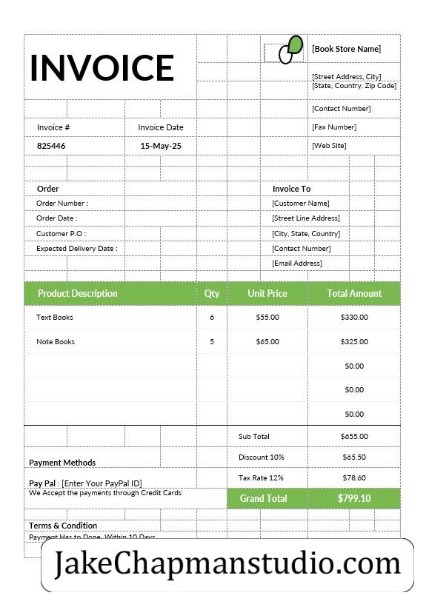 INVOICE
[Book Store Name]
[Street Address, City]
[State, Country, Zip Code]
[Contact Number]
Invoice # Invoice Date [Fax Number]
825446 15-May-25 [Web Site]
Order Invoice To
Order Number : [Customer Name]
Order Date : [Street Line Address]
Customer P.O : [City, State, Country]
Expected Delivery Date : [Contact Number]
[Email Address]
Product Description Qty Unit Price Total Amount
Text Books 6 $55.00 $330.00
Note Books 5 $65.00 $325.00
$0.00
$0.00
$0.00
Sub Total $655.00
Discount 10% $65.50
Payment Methods
Tax Rate 12% $78.60
Pay Pal : [Enter Your PayPal ID]
We Accept the payments through Credit Cards
Grand Total $799.10
Terms & Condition
Payment Has to Done, Within 10 Days
JakeChapmanstudio.com